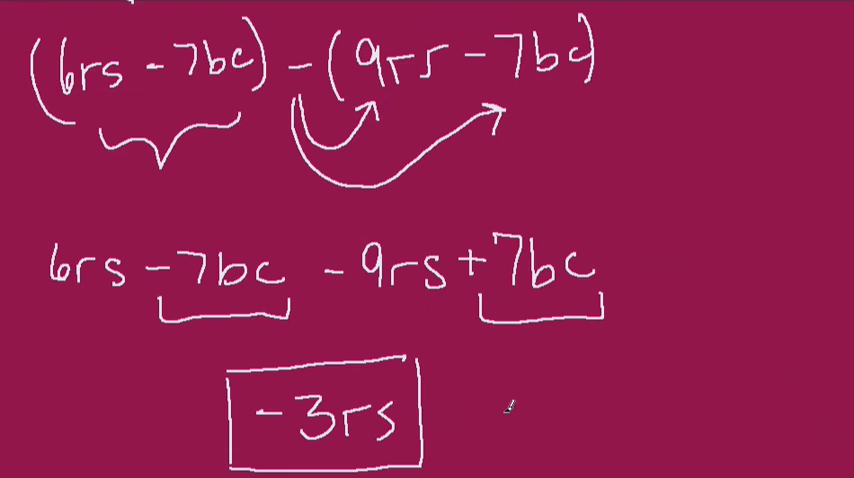 (6rs - 7bc) - (9rs - 7bc)
6rs - 7bc - 9rs + 7bc
- 3rs